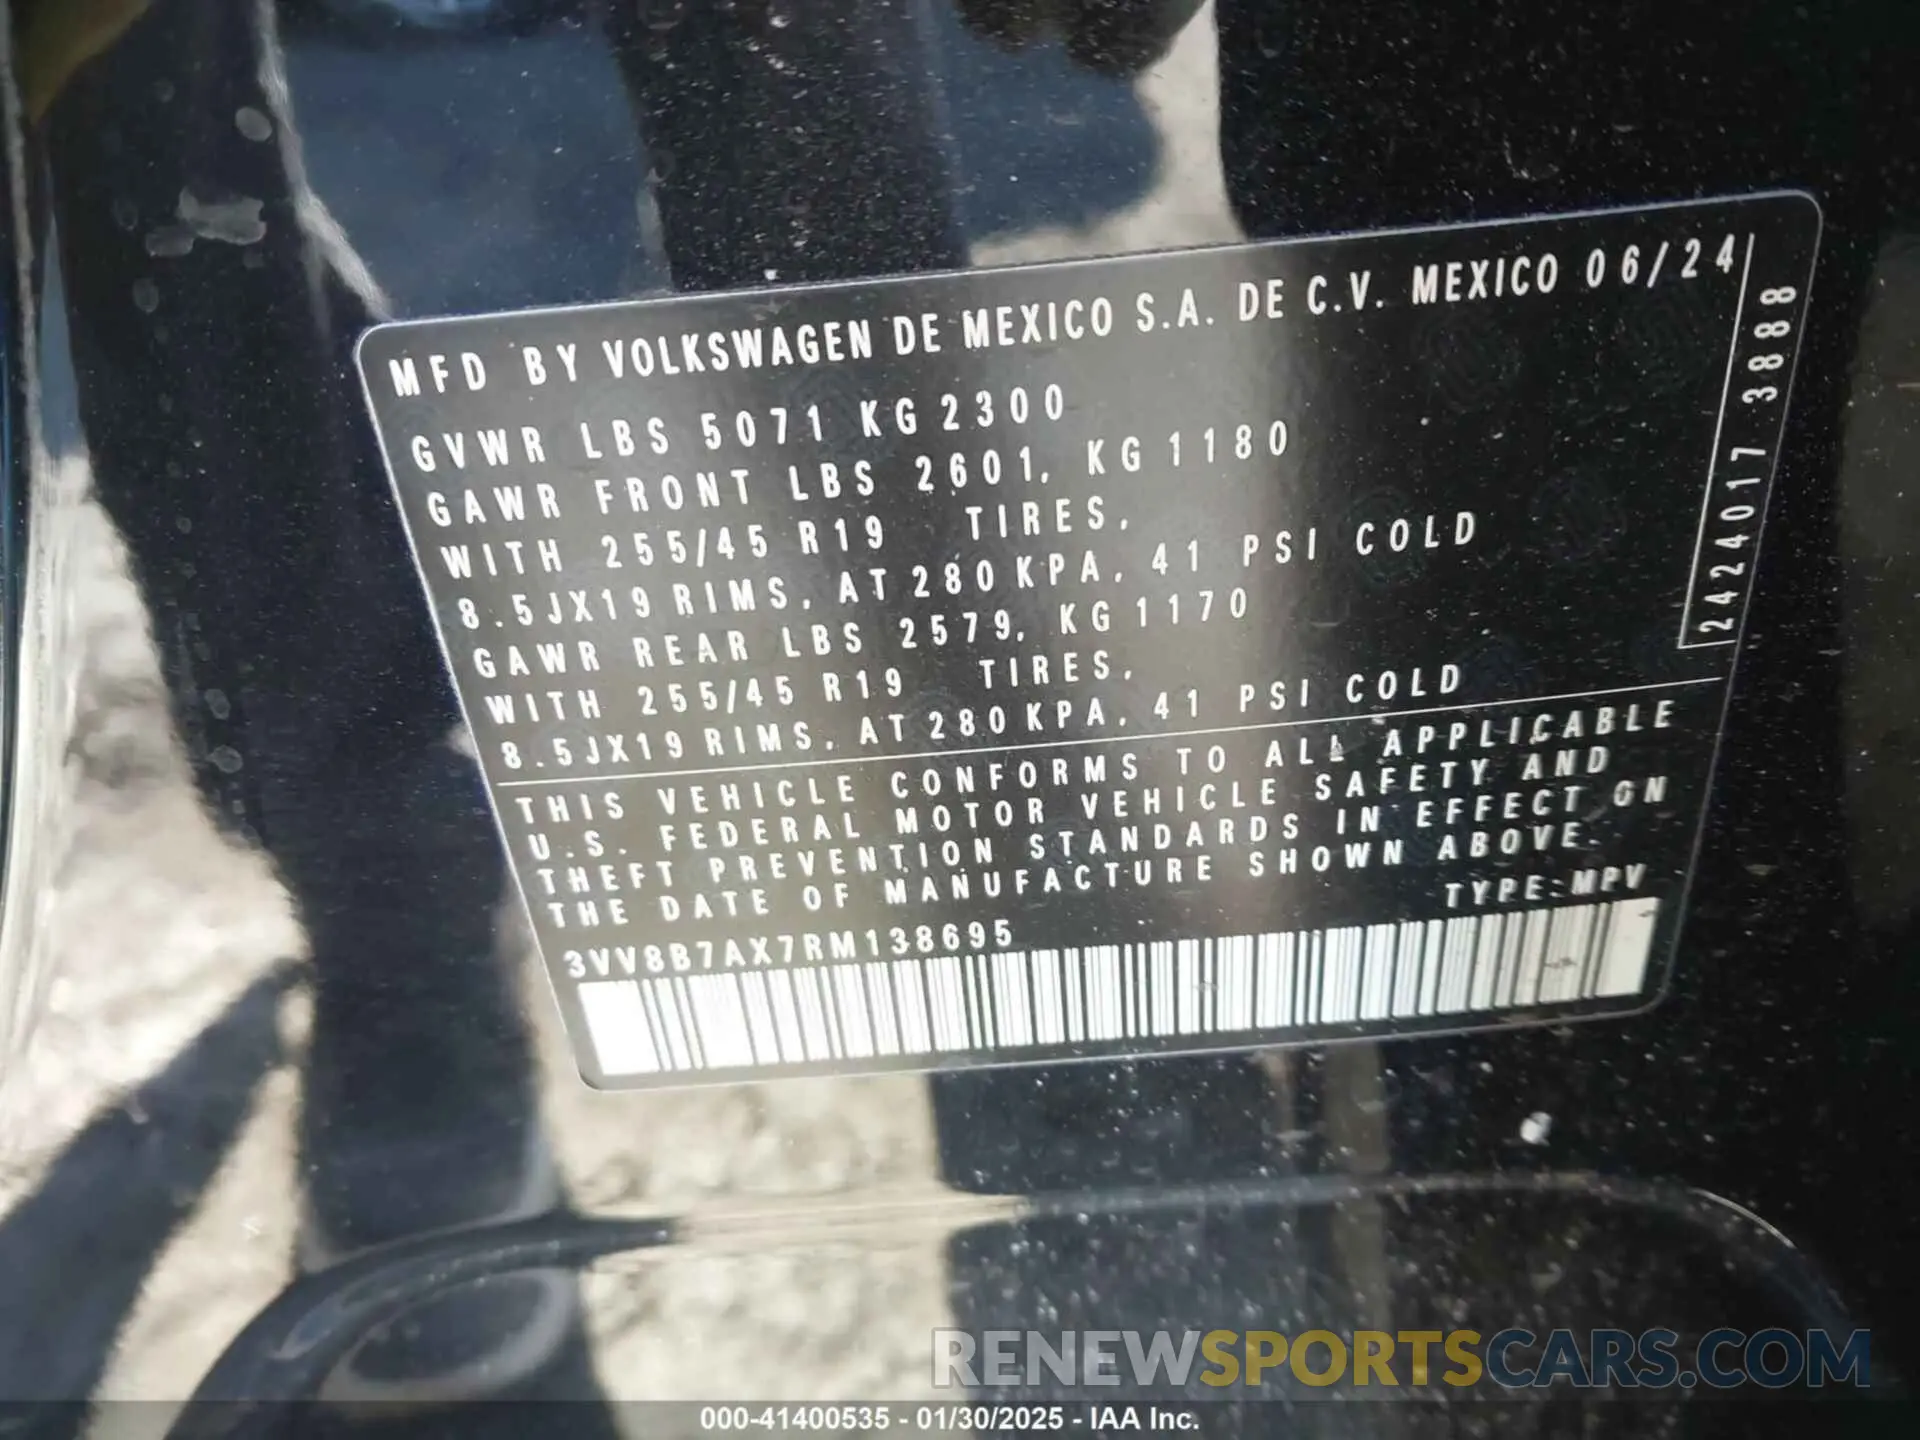 MFD BY VOLKSWAGEN DE MEXICO S.A. DE C.V. MEXICO 06/24
GVWR LBS 5071 KG 2300
GAWR FRONT LBS 2601, KG 1180
WITH 255/45 R19 TIRES,
8.5JX19 RIMS, AT 280 KPA, 41 PSI COLD
GAWR REAR LBS 2579, KG 1170
WITH 255/45 R19 TIRES,
8.5JX19 RIMS, AT 280 KPA, 41 PSI COLD
2424017 3888
THIS VEHICLE CONFORMS TO ALL APPLICABLE
U.S. FEDERAL MOTOR VEHICLE SAFETY AND
THEFT PREVENTION STANDARDS IN EFFECT ON
THE DATE OF MANUFACTURE SHOWN ABOVE.
3VV8B7AX7RM138695 TYPE:MPV
RENEWSPORTSCARS.COM
000-41400535 - 01/30/2025 - IAA Inc.